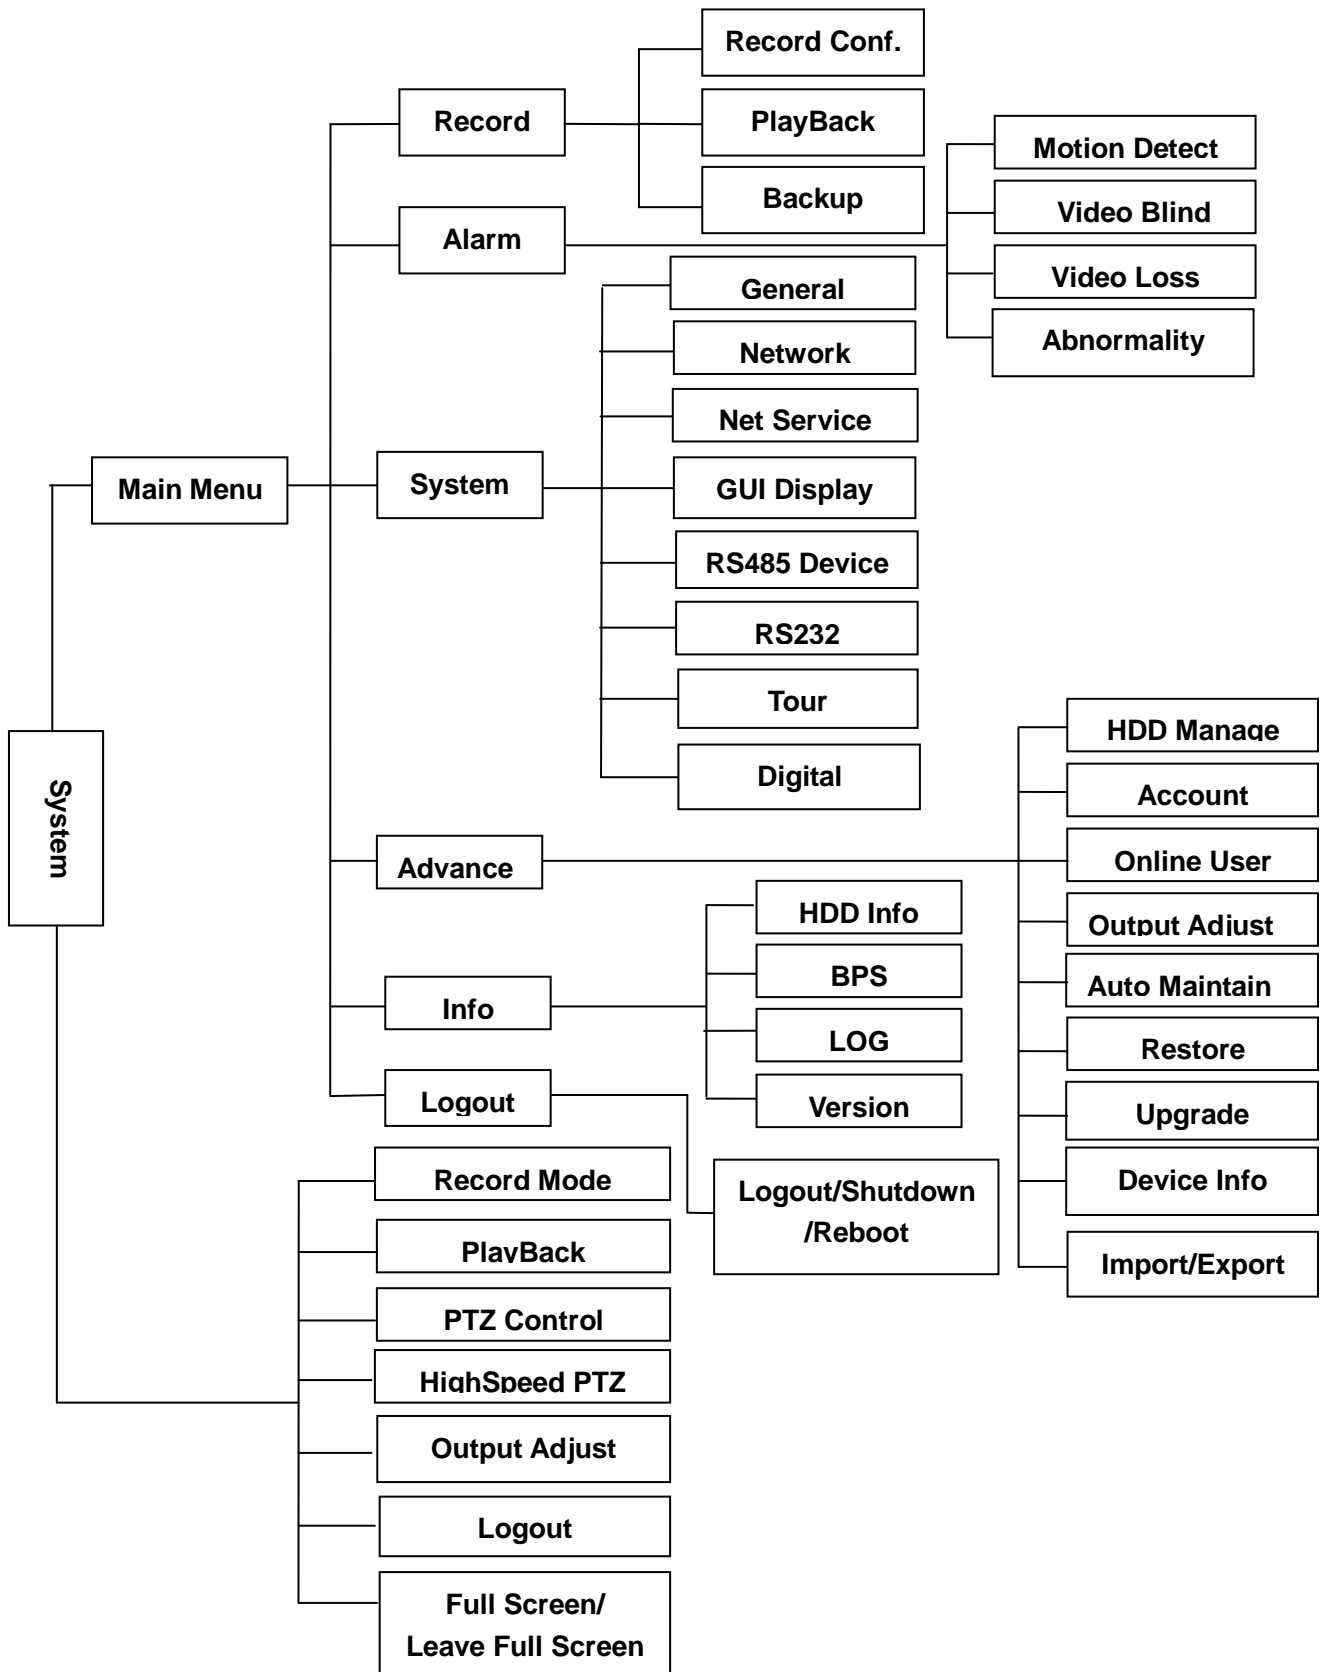 Record Conf.
Record
PlayBack
Motion Detect
Backup
Video Blind
Alarm
Video Loss
General
Abnormality
Network
Net Service
Main Menu
System
GUI Display
RS485 Device
RS232
Tour
HDD Manage
Digital
Account
System
Advance
Online User
HDD Info
Output Adjust
BPS
Auto Maintain
Info
LOG
Restore
Logout
Version
Upgrade
Record Mode
Logout/Shutdown
/Reboot
Device Info
PlayBack
Import/Export
PTZ Control
HighSpeed PTZ
Output Adjust
Logout
Full Screen/
Leave Full Screen